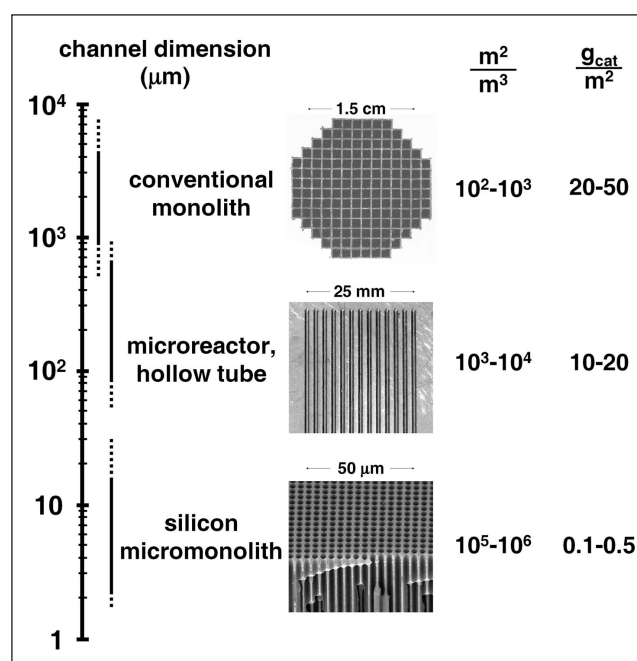 channel dimension
(μm)
m²
m³
g_cat
m²
10⁴
1.5 cm
conventional
monolith
10²-10³
20-50
10³
25 mm
microreactor,
hollow tube
10³-10⁴
10-20
10²
50 μm
10
silicon
micromonolith
10⁵-10⁶
0.1-0.5
1